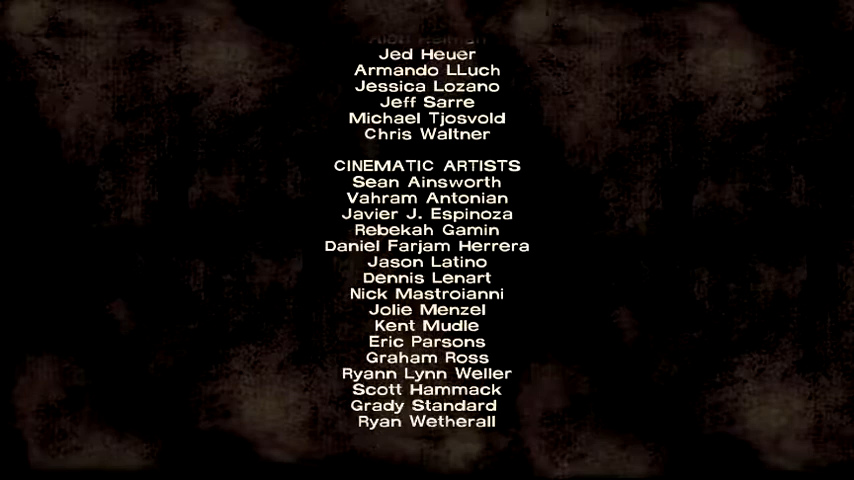 Jed Heuer
Armando LLuch
Jessica Lozano
Jeff Sarre
Michael Tjosvold
Chris Waltner
CINEMATIC ARTISTS
Sean Ainsworth
Vahram Antonian
Javier J. Espinoza
Rebekah Gamin
Daniel Farjam Herrera
Jason Latino
Dennis Lenart
Nick Mastroianni
Jolie Menzel
Kent Mudle
Eric Parsons
Graham Ross
Ryann Lynn Weller
Scott Hammack
Grady Standard
Ryan Wetherall